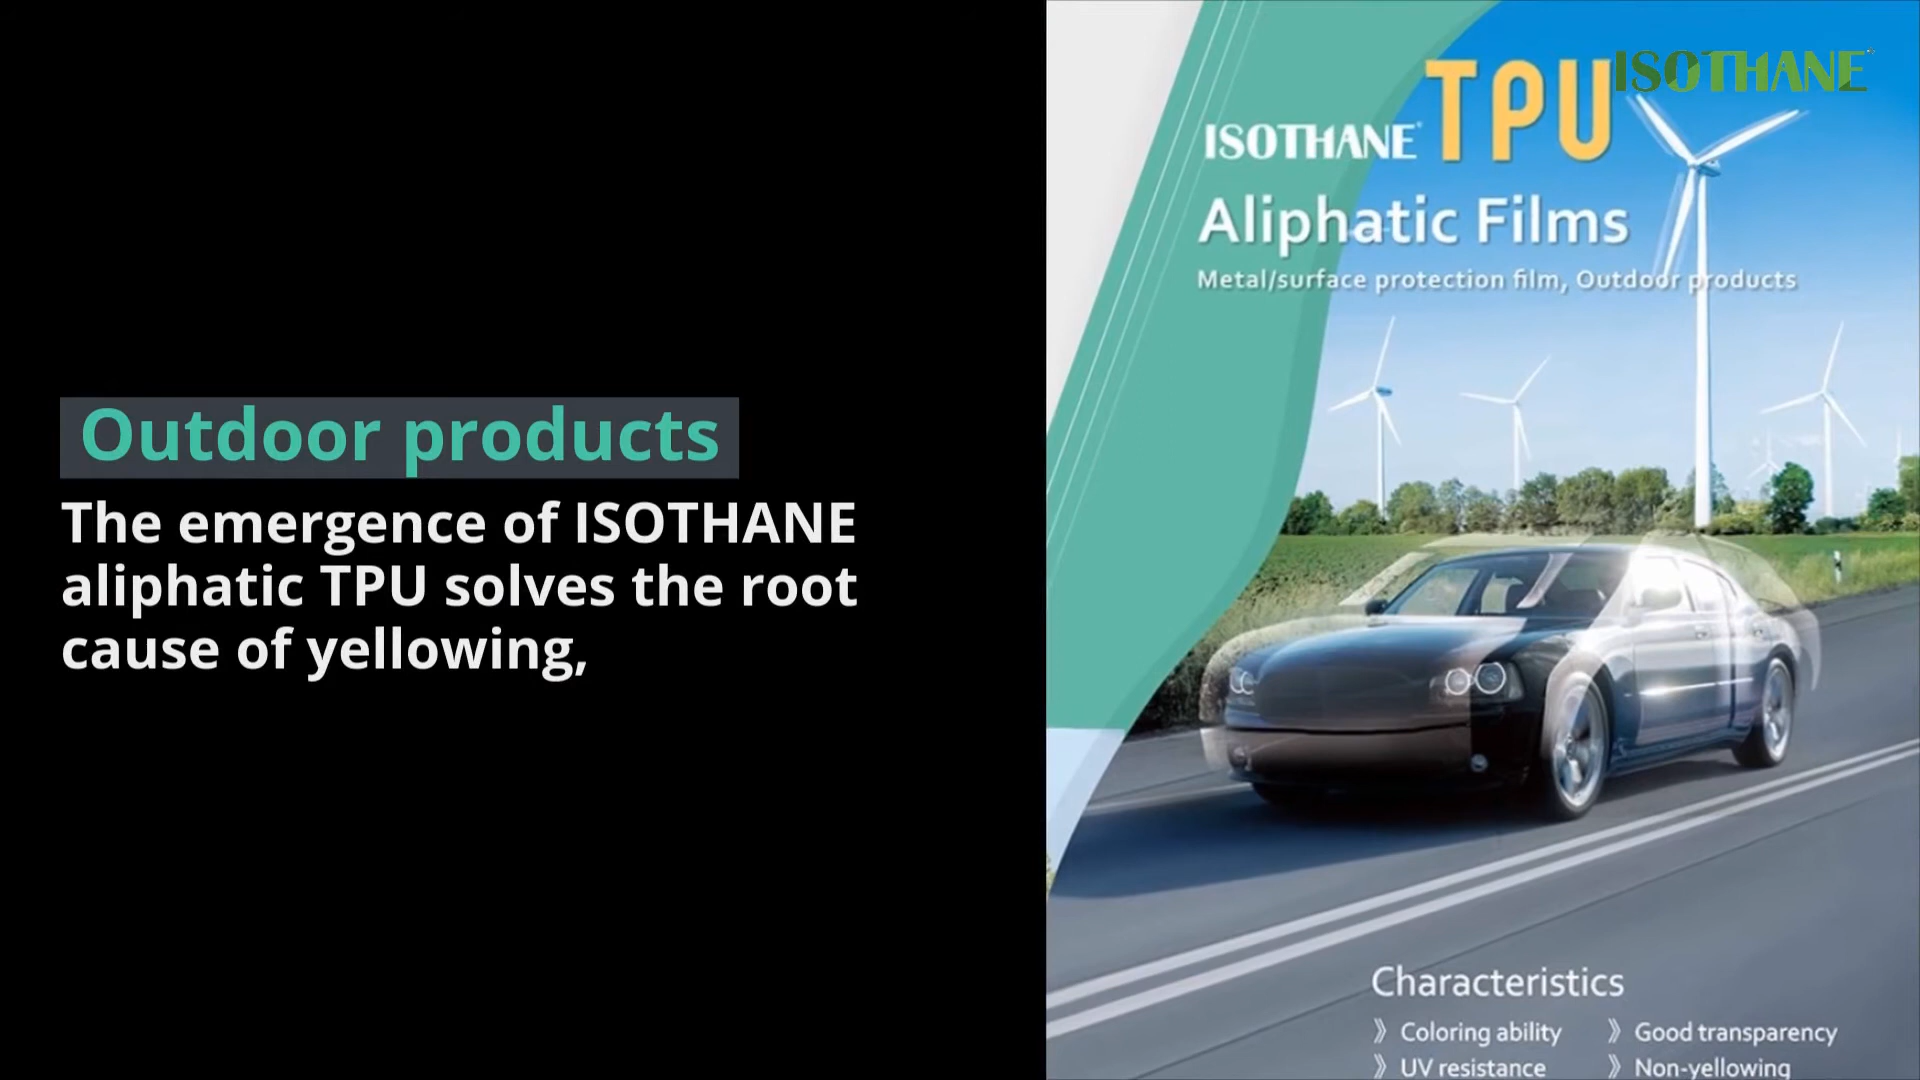 Outdoor products
The emergence of ISOTHANE
aliphatic TPU solves the root
cause of yellowing,
ISOTHANE
ISOTHANE® TPU
Aliphatic Films
Metal/surface protection film, Outdoor products
Characteristics
》 Coloring ability 》 Good transparency
》 UV resistance 》 Non-yellowing